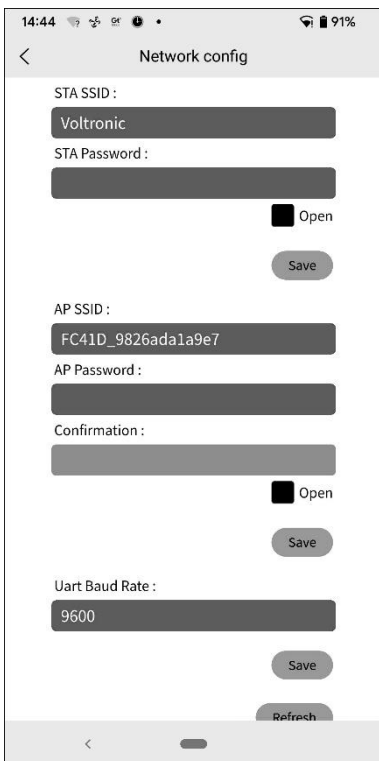 14:44 91%
Network config
STA SSID :
Voltronic
STA Password :
Open
Save
AP SSID :
FC41D_9826ada1a9e7
AP Password :
Confirmation :
Open
Save
Uart Baud Rate :
9600
Save
Refresh